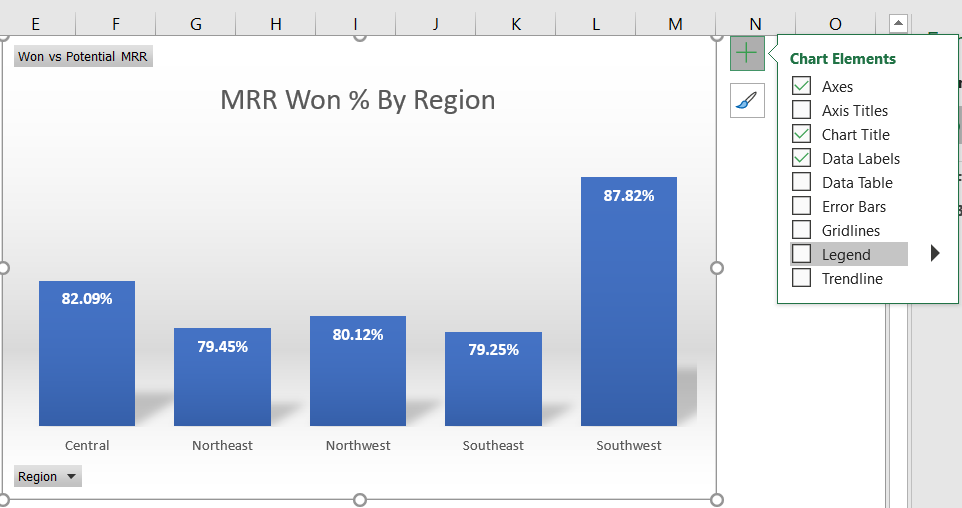 E F G H I J K L M N O
Won vs Potential MRR
MRR Won % By Region
82.09%
79.45%
80.12%
79.25%
87.82%
Central Northeast Northwest Southeast Southwest
Region
Chart Elements
Axes
Axis Titles
Chart Title
Data Labels
Data Table
Error Bars
Gridlines
Legend
Trendline